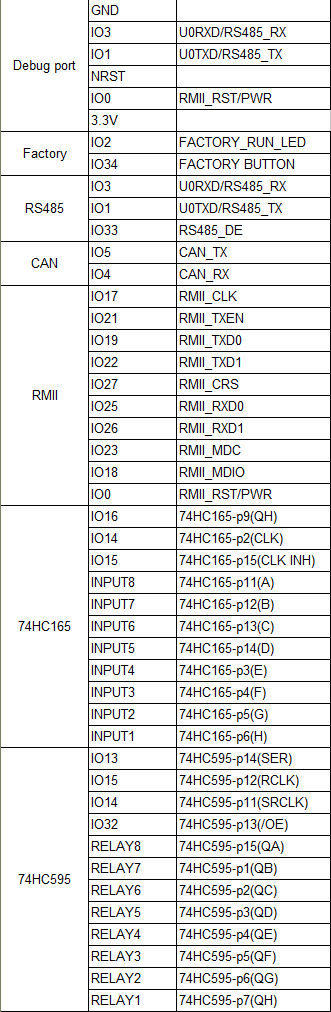 Debug port
GND
IO3 U0RXD/RS485_RX
IO1 U0TXD/RS485_TX
NRST
IO0 RMII_RST/PWR
3.3V
Factory
IO2 FACTORY_RUN_LED
IO34 FACTORY BUTTON
RS485
IO3 U0RXD/RS485_RX
IO1 U0TXD/RS485_TX
IO33 RS485_DE
CAN
IO5 CAN_TX
IO4 CAN_RX
RMII
IO17 RMII_CLK
IO21 RMII_TXEN
IO19 RMII_TXD0
IO22 RMII_TXD1
IO27 RMII_CRS
IO25 RMII_RXD0
IO26 RMII_RXD1
IO23 RMII_MDC
IO18 RMII_MDIO
IO0 RMII_RST/PWR
74HC165
IO16 74HC165-p9(QH)
IO14 74HC165-p2(CLK)
IO15 74HC165-p15(CLK INH)
INPUT8 74HC165-p11(A)
INPUT7 74HC165-p12(B)
INPUT6 74HC165-p13(C)
INPUT5 74HC165-p14(D)
INPUT4 74HC165-p3(E)
INPUT3 74HC165-p4(F)
INPUT2 74HC165-p5(G)
INPUT1 74HC165-p6(H)
74HC595
IO13 74HC595-p14(SER)
IO15 74HC595-p12(RCLK)
IO14 74HC595-p11(SRCLK)
IO32 74HC595-p13(/OE)
RELAY8 74HC595-p15(QA)
RELAY7 74HC595-p1(QB)
RELAY6 74HC595-p2(QC)
RELAY5 74HC595-p3(QD)
RELAY4 74HC595-p4(QE)
RELAY3 74HC595-p5(QF)
RELAY2 74HC595-p6(QG)
RELAY1 74HC595-p7(QH)